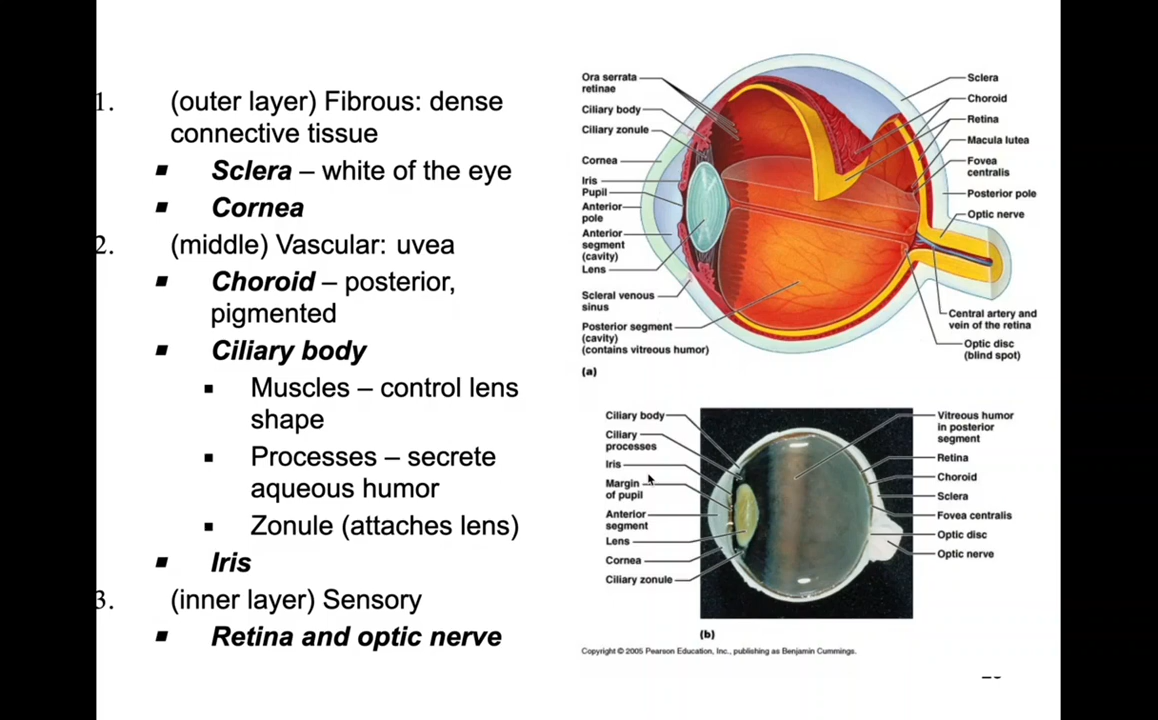 1. (outer layer) Fibrous: dense
connective tissue
▪ Sclera – white of the eye
▪ Cornea
2. (middle) Vascular: uvea
▪ Choroid – posterior,
pigmented
▪ Ciliary body
▪ Muscles – control lens
shape
▪ Processes – secrete
aqueous humor
▪ Zonule (attaches lens)
▪ Iris
3. (inner layer) Sensory
▪ Retina and optic nerve
Ora serrata
retinae
Ciliary body
Ciliary zonule
Cornea
Iris
Pupil
Anterior
pole
Anterior
segment
(cavity)
Lens
Scleral venous
sinus
Posterior segment
(cavity)
(contains vitreous humor)
Sclera
Choroid
Retina
Macula lutea
Fovea
centralis
Posterior pole
Optic nerve
Central artery and
vein of the retina
Optic disc
(blind spot)
(a)
Ciliary body
Ciliary
processes
Iris
Margin
of pupil
Anterior
segment
Lens
Cornea
Ciliary zonule
Vitreous humor
in posterior
segment
Retina
Choroid
Sclera
Fovea centralis
Optic disc
Optic nerve
(b)
Copyright © 2005 Pearson Education, Inc., publishing as Benjamin Cummings.